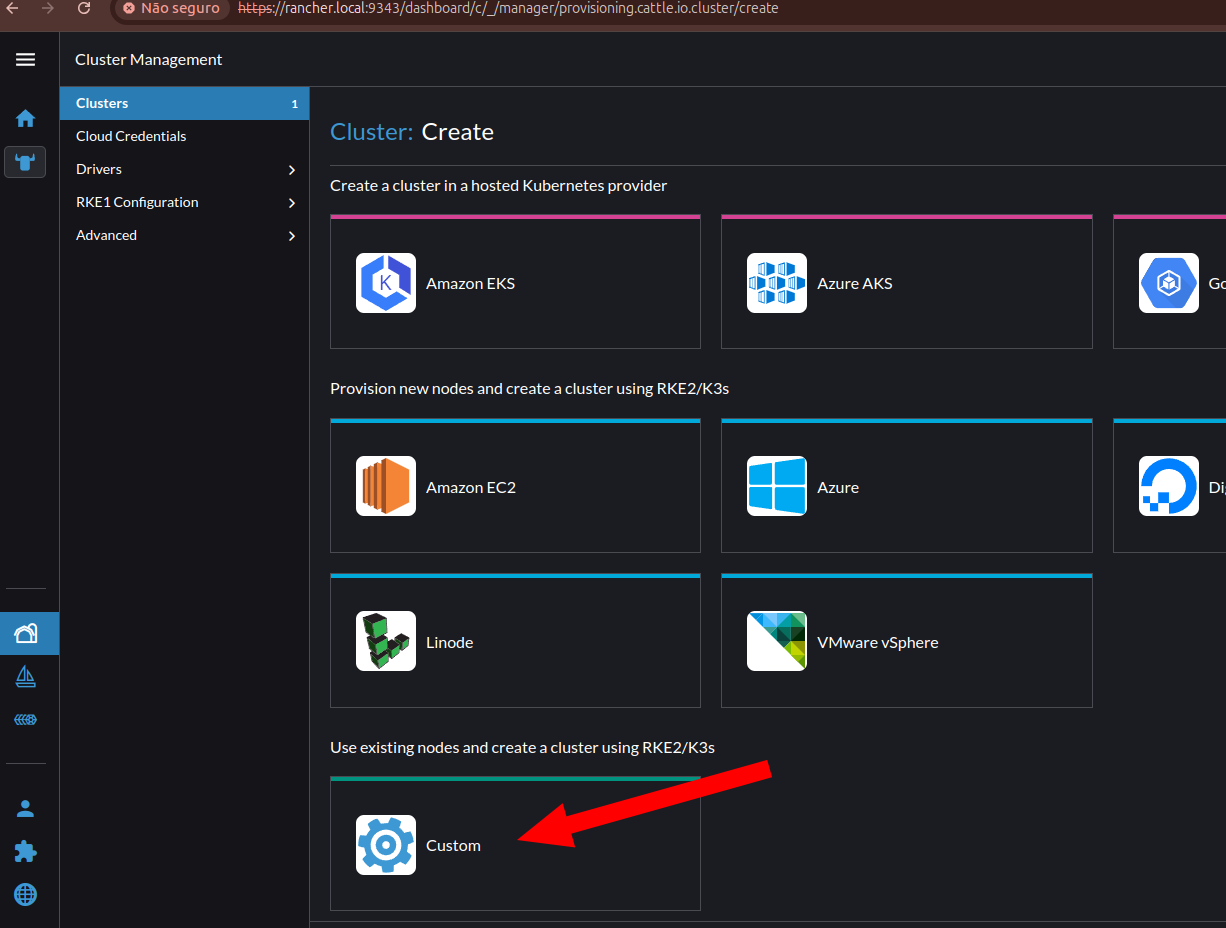 Não seguro https://rancher.local:9343/dashboard/c/_/manager/provisioning.cattle.io.cluster/create
Cluster Management
Clusters 1
Cloud Credentials
Drivers
RKE1 Configuration
Advanced
Cluster: Create
Create a cluster in a hosted Kubernetes provider
K
Amazon EKS
Azure AKS
Go
Provision new nodes and create a cluster using RKE2/K3s
Amazon EC2
Azure
Di
Linode
VMware vSphere
Use existing nodes and create a cluster using RKE2/K3s
Custom